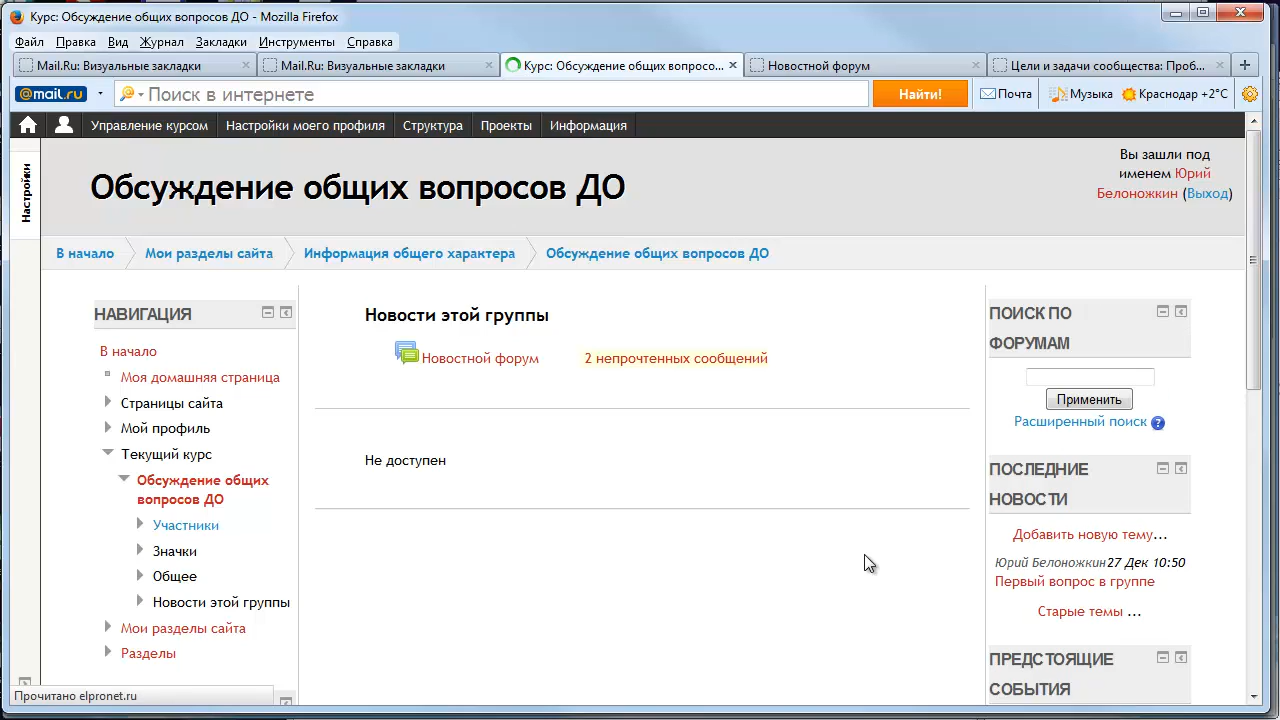 Курс: Обсуждение общих вопросов ДО - Mozilla Firefox
Файл Правка Вид Журнал Закладки Инструменты Справка
Mail.Ru: Визуальные закладки
Mail.Ru: Визуальные закладки
Курс: Обсуждение общих вопросо...
Новостной форум
Цели и задачи сообщества: Проб...
@mail.ru
Поиск в интернете
Найти!
Почта
Музыка
Краснодар +2°C
Управление курсом
Настройки моего профиля
Структура
Проекты
Информация
Настройки
Обсуждение общих вопросов ДО
Вы зашли под
именем Юрий
Белоножкин (Выход)
В начало
Мои разделы сайта
Информация общего характера
Обсуждение общих вопросов ДО
НАВИГАЦИЯ
В начало
Моя домашняя страница
Страницы сайта
Мой профиль
Текущий курс
Обсуждение общих
вопросов ДО
Участники
Значки
Общее
Новости этой группы
Мои разделы сайта
Разделы
Новости этой группы
Новостной форум
2 непрочтенных сообщений
Не доступен
ПОИСК ПО
ФОРУМАМ
Применить
Расширенный поиск ?
ПОСЛЕДНИЕ
НОВОСТИ
Добавить новую тему...
Юрий Белоножкин 27 Дек 10:50
Первый вопрос в группе
Старые темы ...
ПРЕДСТОЯЩИЕ
СОБЫТИЯ
Прочитано elpronet.ru